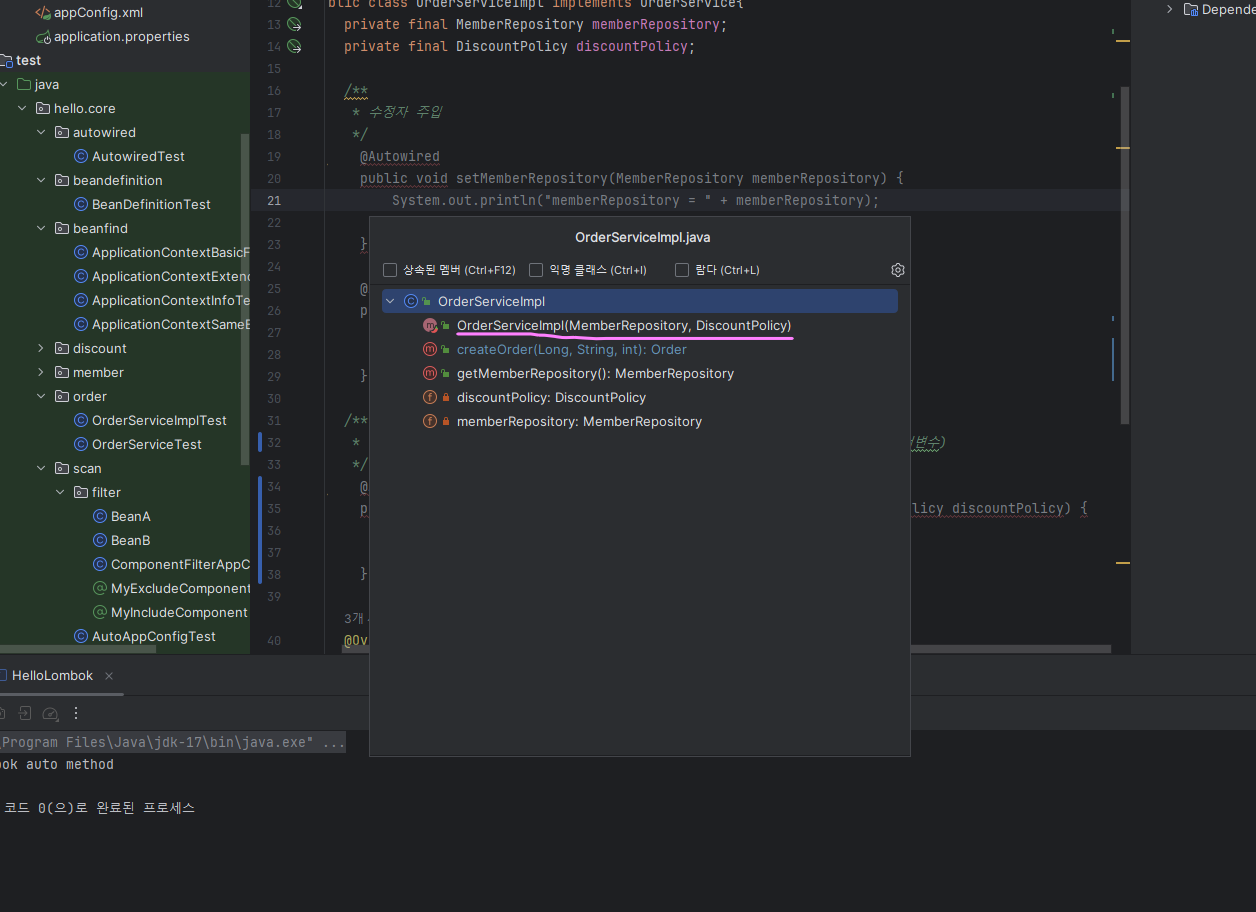 appConfig.xml
application.properties
test
java
hello.core
autowired
AutowiredTest
beandefinition
BeanDefinitionTest
beanfind
ApplicationContextBasicF
ApplicationContextExten
ApplicationContextInfoTe
ApplicationContextSameB
discount
member
order
OrderServiceImplTest
OrderServiceTest
scan
filter
BeanA
BeanB
ComponentFilterAppC
MyExcludeComponent
MyIncludeComponent
AutoAppConfigTest
12 blic class OrderServiceImpl implements OrderService{
13 private final MemberRepository memberRepository;
14 private final DiscountPolicy discountPolicy;
15
16 /**
17 * 수정자 주입
18 */
19 @Autowired
20 public void setMemberRepository(MemberRepository memberRepository) {
21 System.out.println("memberRepository = " + memberRepository);
22
23 }
24
25 @
26 p
27
28
29 }
30
31 /**
32 * 변수)
33 */
34 @
35 p licy discountPolicy) {
36
37
38 }
39
3개
40 @Ov
OrderServiceImpl.java
상속된 멤버 (Ctrl+F12) 익명 클래스 (Ctrl+I) 람다 (Ctrl+L)
OrderServiceImpl
OrderServiceImpl(MemberRepository, DiscountPolicy)
createOrder(Long, String, int): Order
getMemberRepository(): MemberRepository
discountPolicy: DiscountPolicy
memberRepository: MemberRepository
Depende
HelloLombok
\Program Files\Java\jdk-17\bin\java.exe" ...
ok auto method
코드 0(으)로 완료된 프로세스